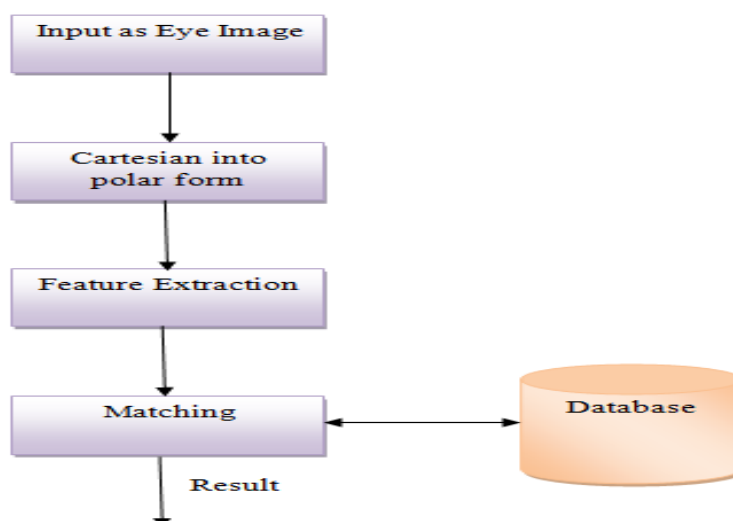 Input as Eye Image
Cartesian into
polar form
Feature Extraction
Matching
Database
Result